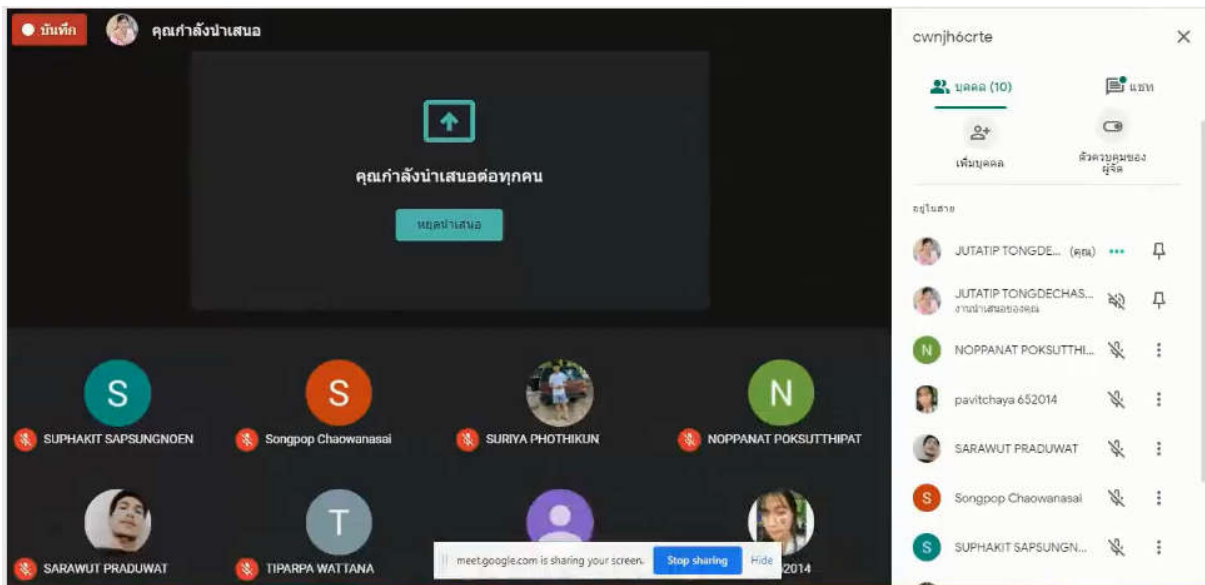 บันทึก
คุณกำลังนำเสนอ
คุณกำลังนำเสนอต่อทุกคน
หยุดนำเสนอ
S
SUPHAKIT SAPSUNGNOEN
S
Songpop Chaowanasai
SURIYA PHOTHIKUN
N
NOPPANAT POKSUTTHIPAT
SARAWUT PRADUWAT
T
TIPARPA WATTANA
2014
meet.google.com is sharing your screen.
Stop sharing
Hide
cwnjh6crte
บุคคล (10)
แชท
เพิ่มบุคคล
ตัวควบคุมของ
ผู้จัด
อยู่ในสาย
JUTATIP TONGDE... (คุณ)
JUTATIP TONGDECHAS...
งานนำเสนอของคุณ
N
NOPPANAT POKSUTTHI...
pavitchaya 652014
SARAWUT PRADUWAT
S
Songpop Chaowanasai
S
SUPHAKIT SAPSUNGN...